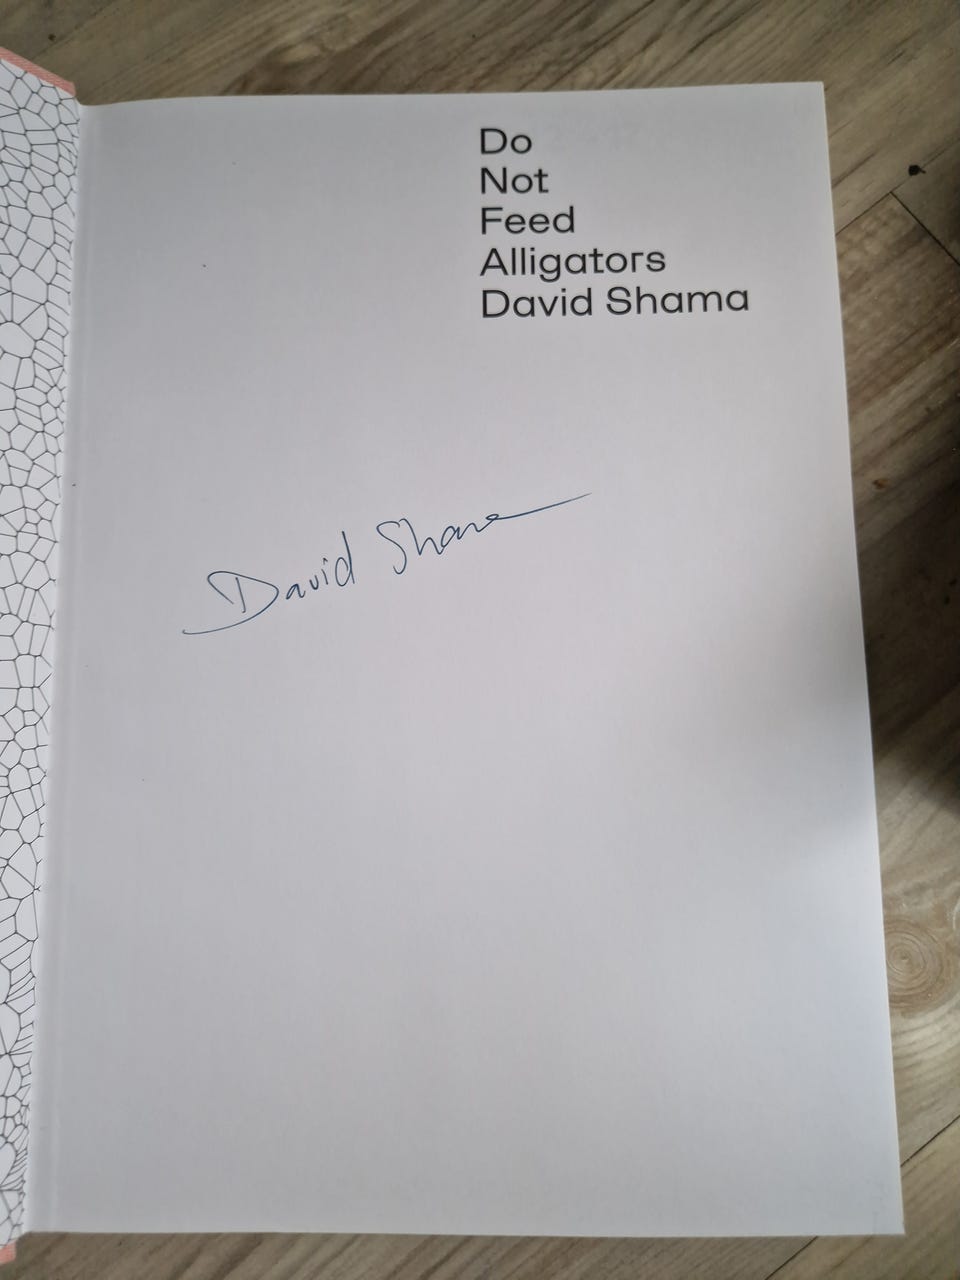 Do
Not
Feed
Alligators
David Shama
David Shama